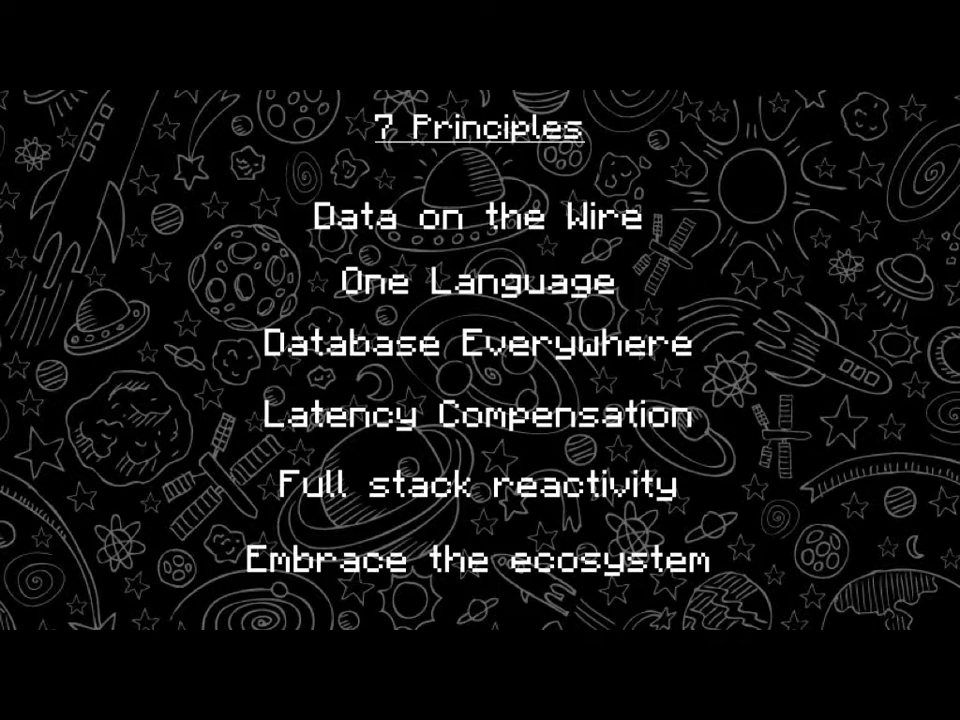 7 Principles
Data on the Wire
One Language
Database Everywhere
Latency Compensation
Full stack reactivity
Embrace the ecosystem